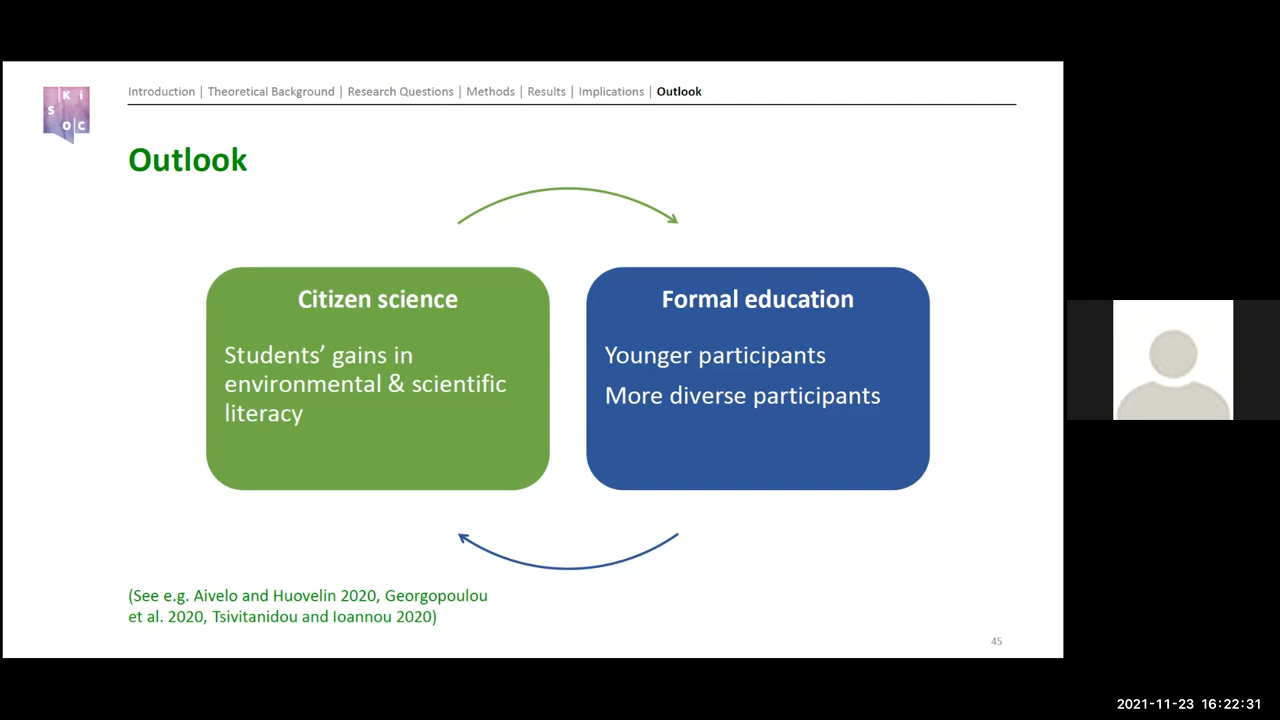 K i
S
O C
Introduction | Theoretical Background | Research Questions | Methods | Results | Implications | Outlook
Outlook
Citizen science
Students’ gains in
environmental & scientific
literacy
Formal education
Younger participants
More diverse participants
(See e.g. Aivelo and Huovelin 2020, Georgopoulou
et al. 2020, Tsivitanidou and Ioannou 2020)
45
2021-11-23 16:22:31